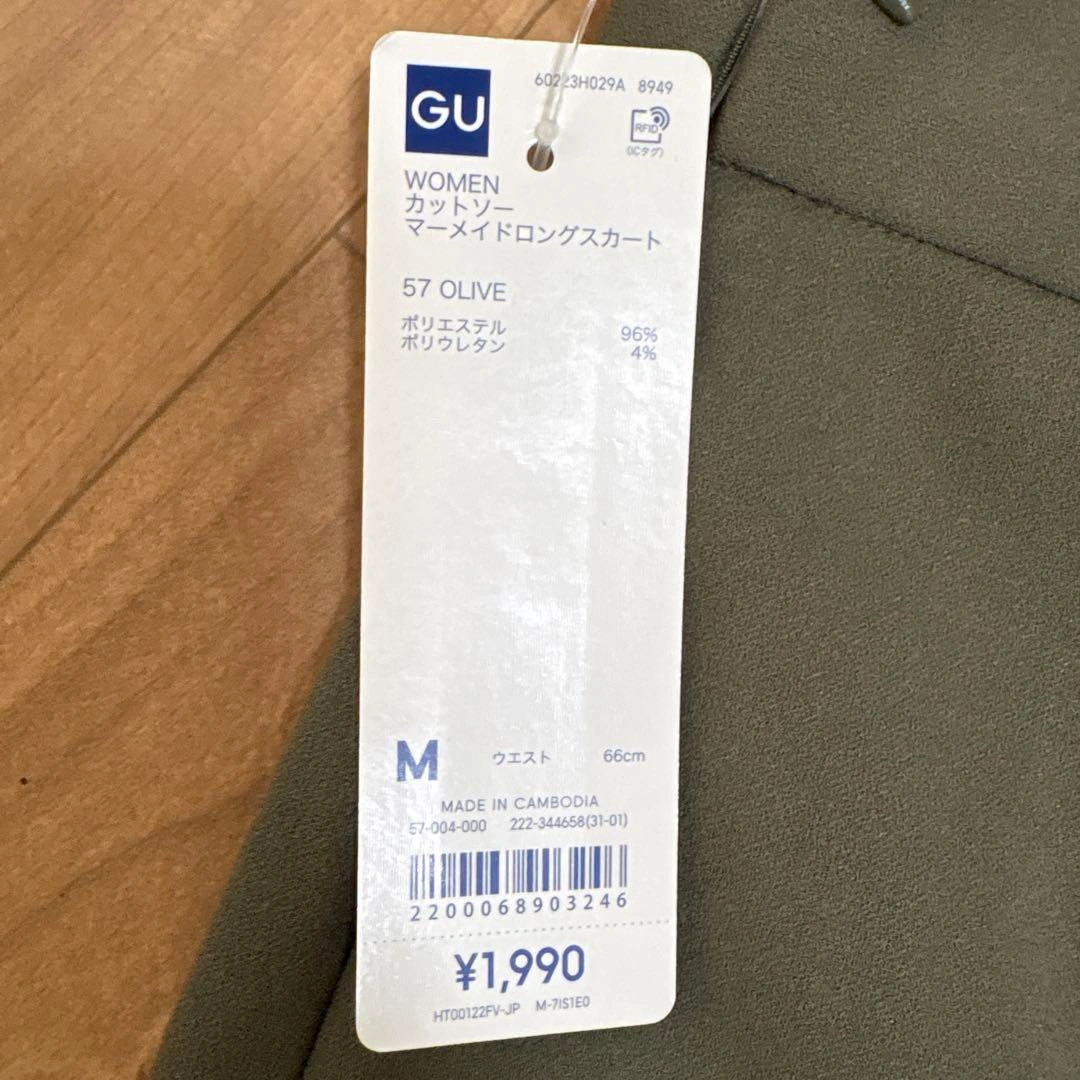 GU
60223H029A 8949
RFID
(ICタグ)
WOMEN
カットソー
マーメイドロングスカート
57 OLIVE
ポリエステル 96%
ポリウレタン 4%
M ウエスト 66cm
MADE IN CAMBODIA
57-004-000 222-344658(31-01)
2200068903246
¥1,990
HT00122FV-JP M-7IS1E0